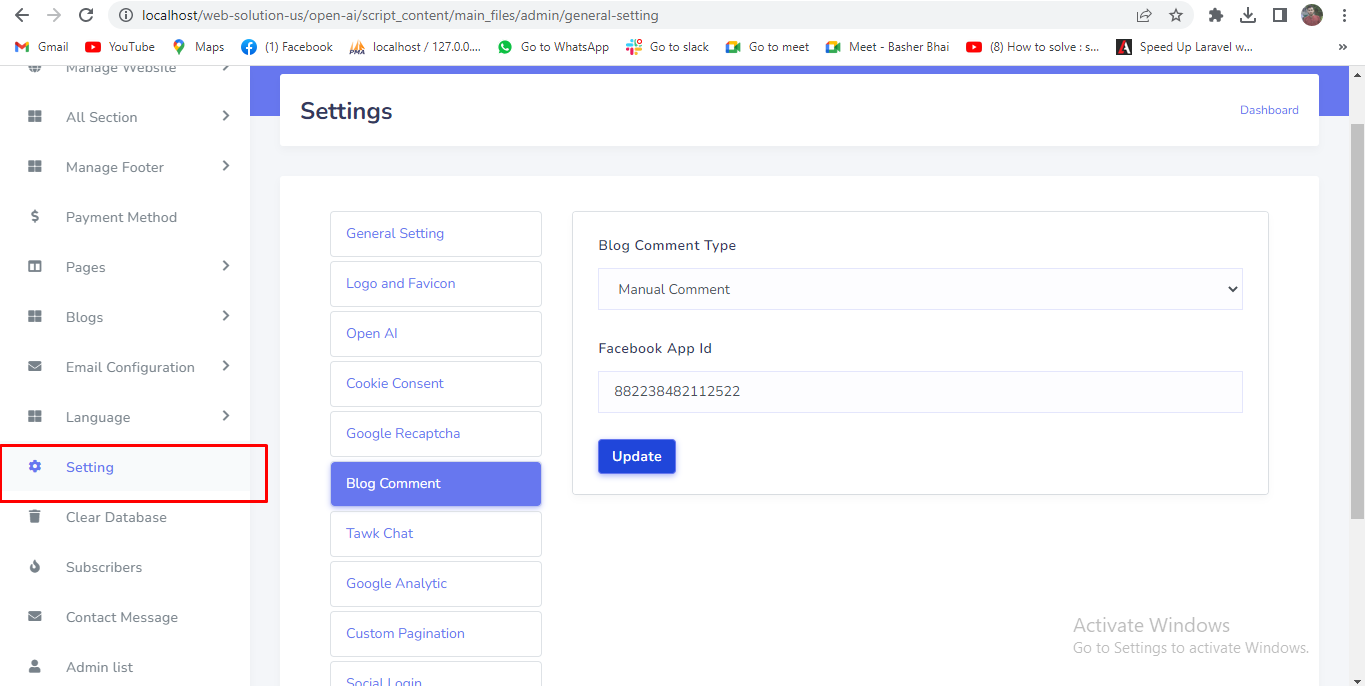 localhost/web-solution-us/open-ai/script_content/main_files/admin/general-setting
Gmail YouTube Maps (1) Facebook localhost / 127.0.0.... Go to WhatsApp Go to slack Go to meet Meet - Basher Bhai (8) How to solve : s... Speed Up Laravel w... »
Manage Website
All Section
Manage Footer
Payment Method
Pages
Blogs
Email Configuration
Language
Setting
Clear Database
Subscribers
Contact Message
Admin list
Settings
Dashboard
General Setting
Logo and Favicon
Open AI
Cookie Consent
Google Recaptcha
Blog Comment
Tawk Chat
Google Analytic
Custom Pagination
Social Login
Blog Comment Type
Manual Comment
Facebook App Id
882238482112522
Update
Activate Windows
Go to Settings to activate Windows.